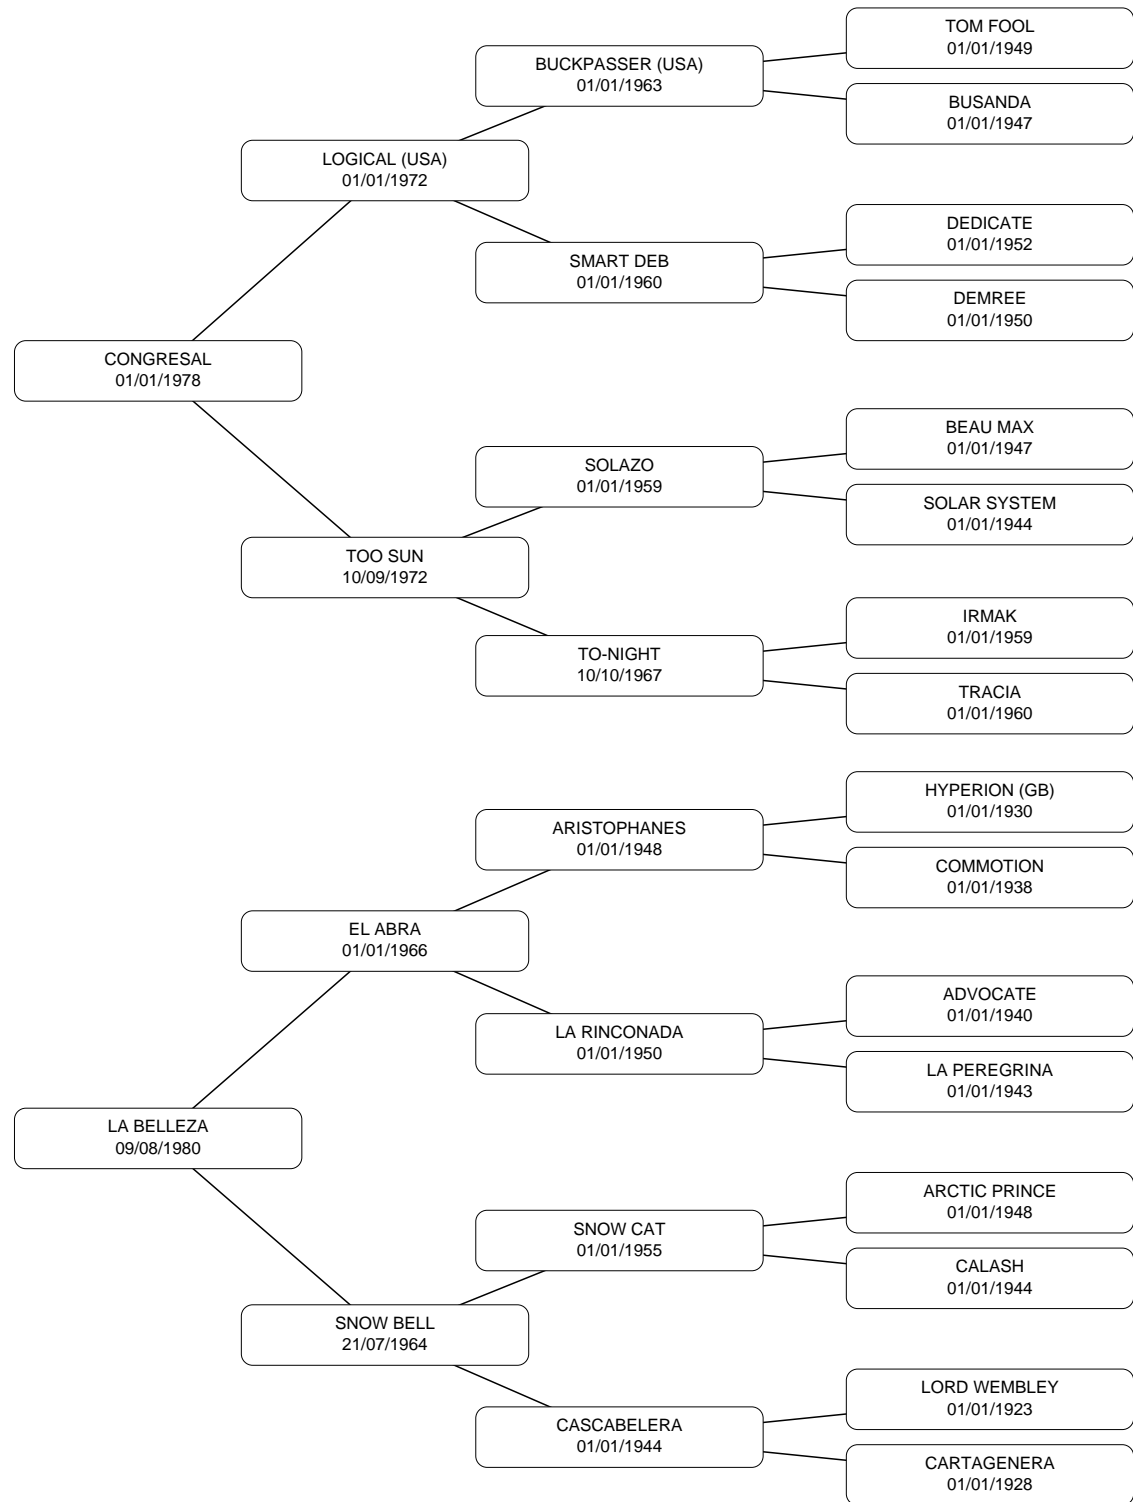 TOM FOOL
01/01/1949
BUCKPASSER (USA)
01/01/1963
BUSANDA
01/01/1947
LOGICAL (USA)
01/01/1972
DEDICATE
01/01/1952
SMART DEB
01/01/1960
DEMREE
01/01/1950
CONGRESAL
01/01/1978
BEAU MAX
01/01/1947
SOLAZO
01/01/1959
SOLAR SYSTEM
01/01/1944
TOO SUN
10/09/1972
IRMAK
01/01/1959
TO-NIGHT
10/10/1967
TRACIA
01/01/1960
HYPERION (GB)
01/01/1930
ARISTOPHANES
01/01/1948
COMMOTION
01/01/1938
EL ABRA
01/01/1966
ADVOCATE
01/01/1940
LA RINCONADA
01/01/1950
LA PEREGRINA
01/01/1943
LA BELLEZA
09/08/1980
ARCTIC PRINCE
01/01/1948
SNOW CAT
01/01/1955
CALASH
01/01/1944
SNOW BELL
21/07/1964
LORD WEMBLEY
01/01/1923
CASCABELERA
01/01/1944
CARTAGENERA
01/01/1928